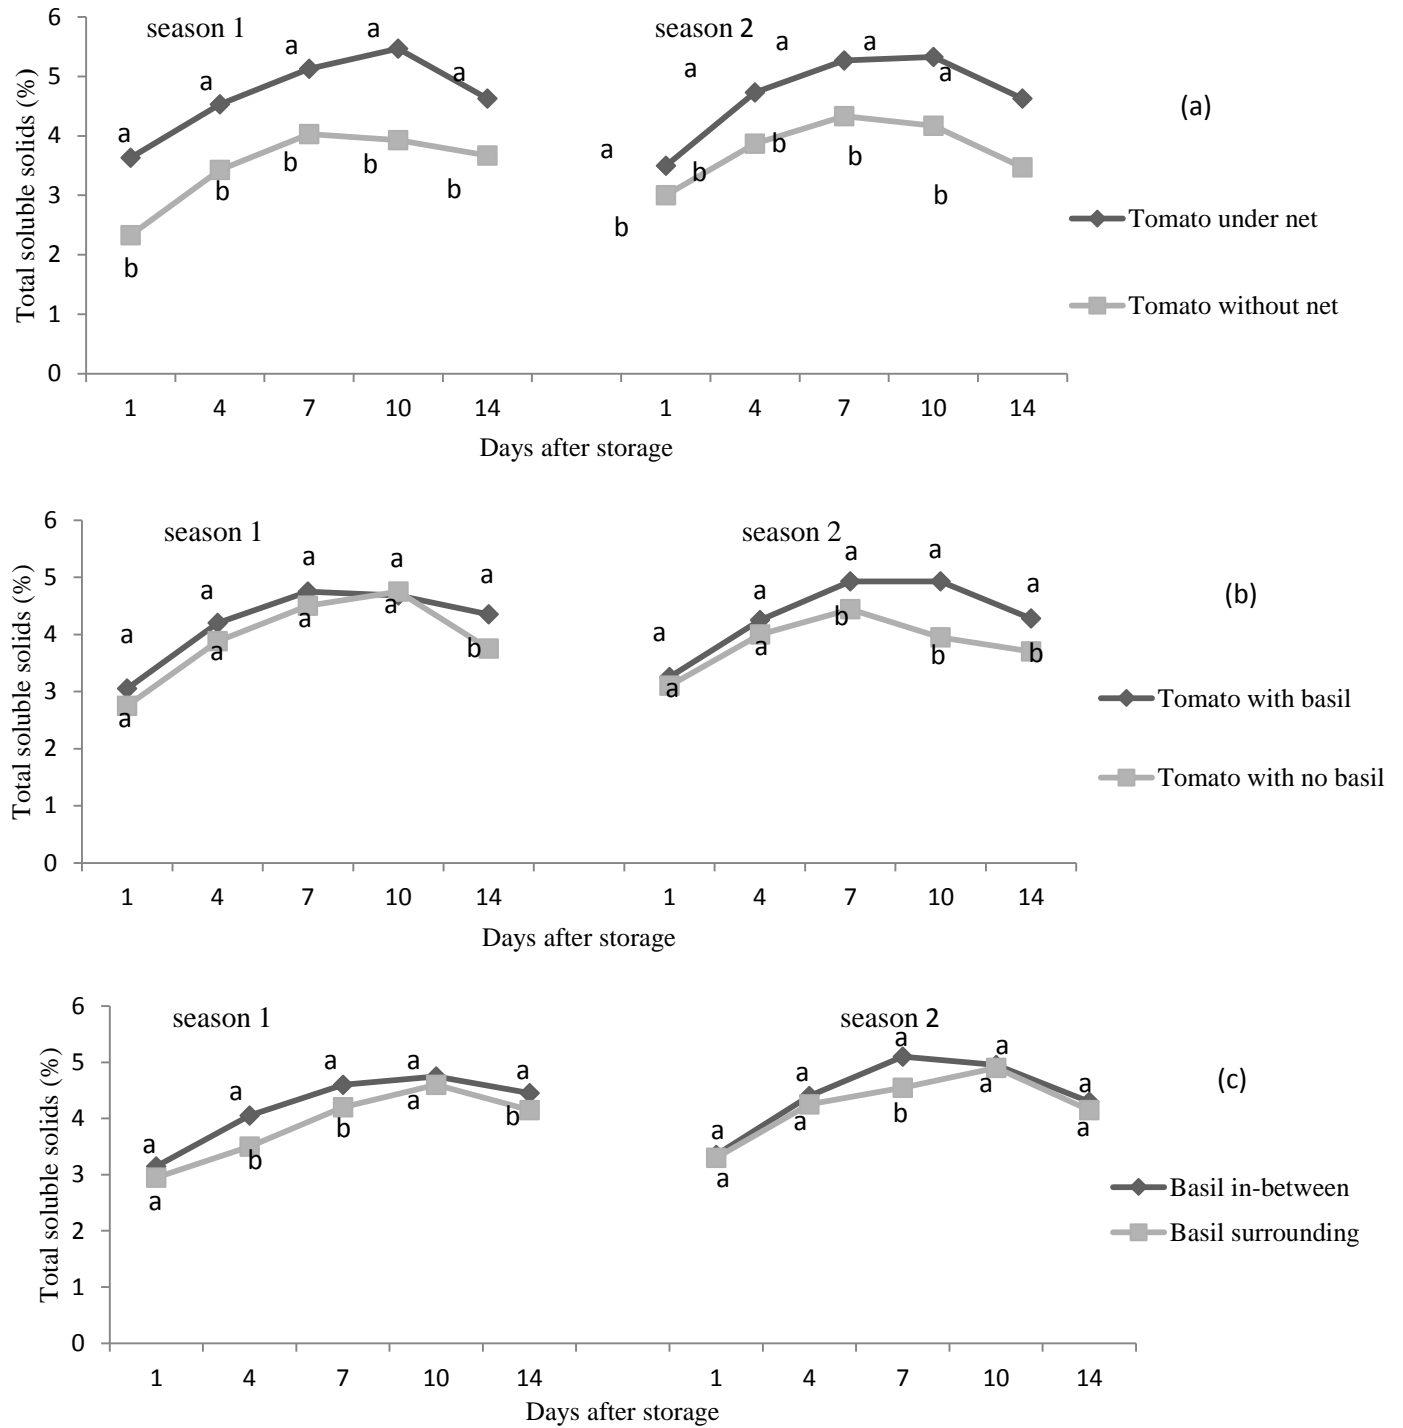 season 1
season 2
(a)
Total soluble solids (%)
6
5
4
3
2
1
0
a a a a a
b b b b b
a a a a a
b b b b b
1 4 7 10 14 1 4 7 10 14
Days after storage
Tomato under net
Tomato without net
season 1
season 2
(b)
Total soluble solids (%)
6
5
4
3
2
1
0
a a a a a
a a a a b
a a a a a
a a b b b
1 4 7 10 14 1 4 7 10 14
Days after storage
Tomato with basil
Tomato with no basil
season 1
season 2
(c)
Total soluble solids (%)
6
5
4
3
2
1
0
a a a a a
a b b a b
a a a a a
a a b a a
1 4 7 10 14 1 4 7 10 14
Days after storage
Basil in-between
Basil surrounding